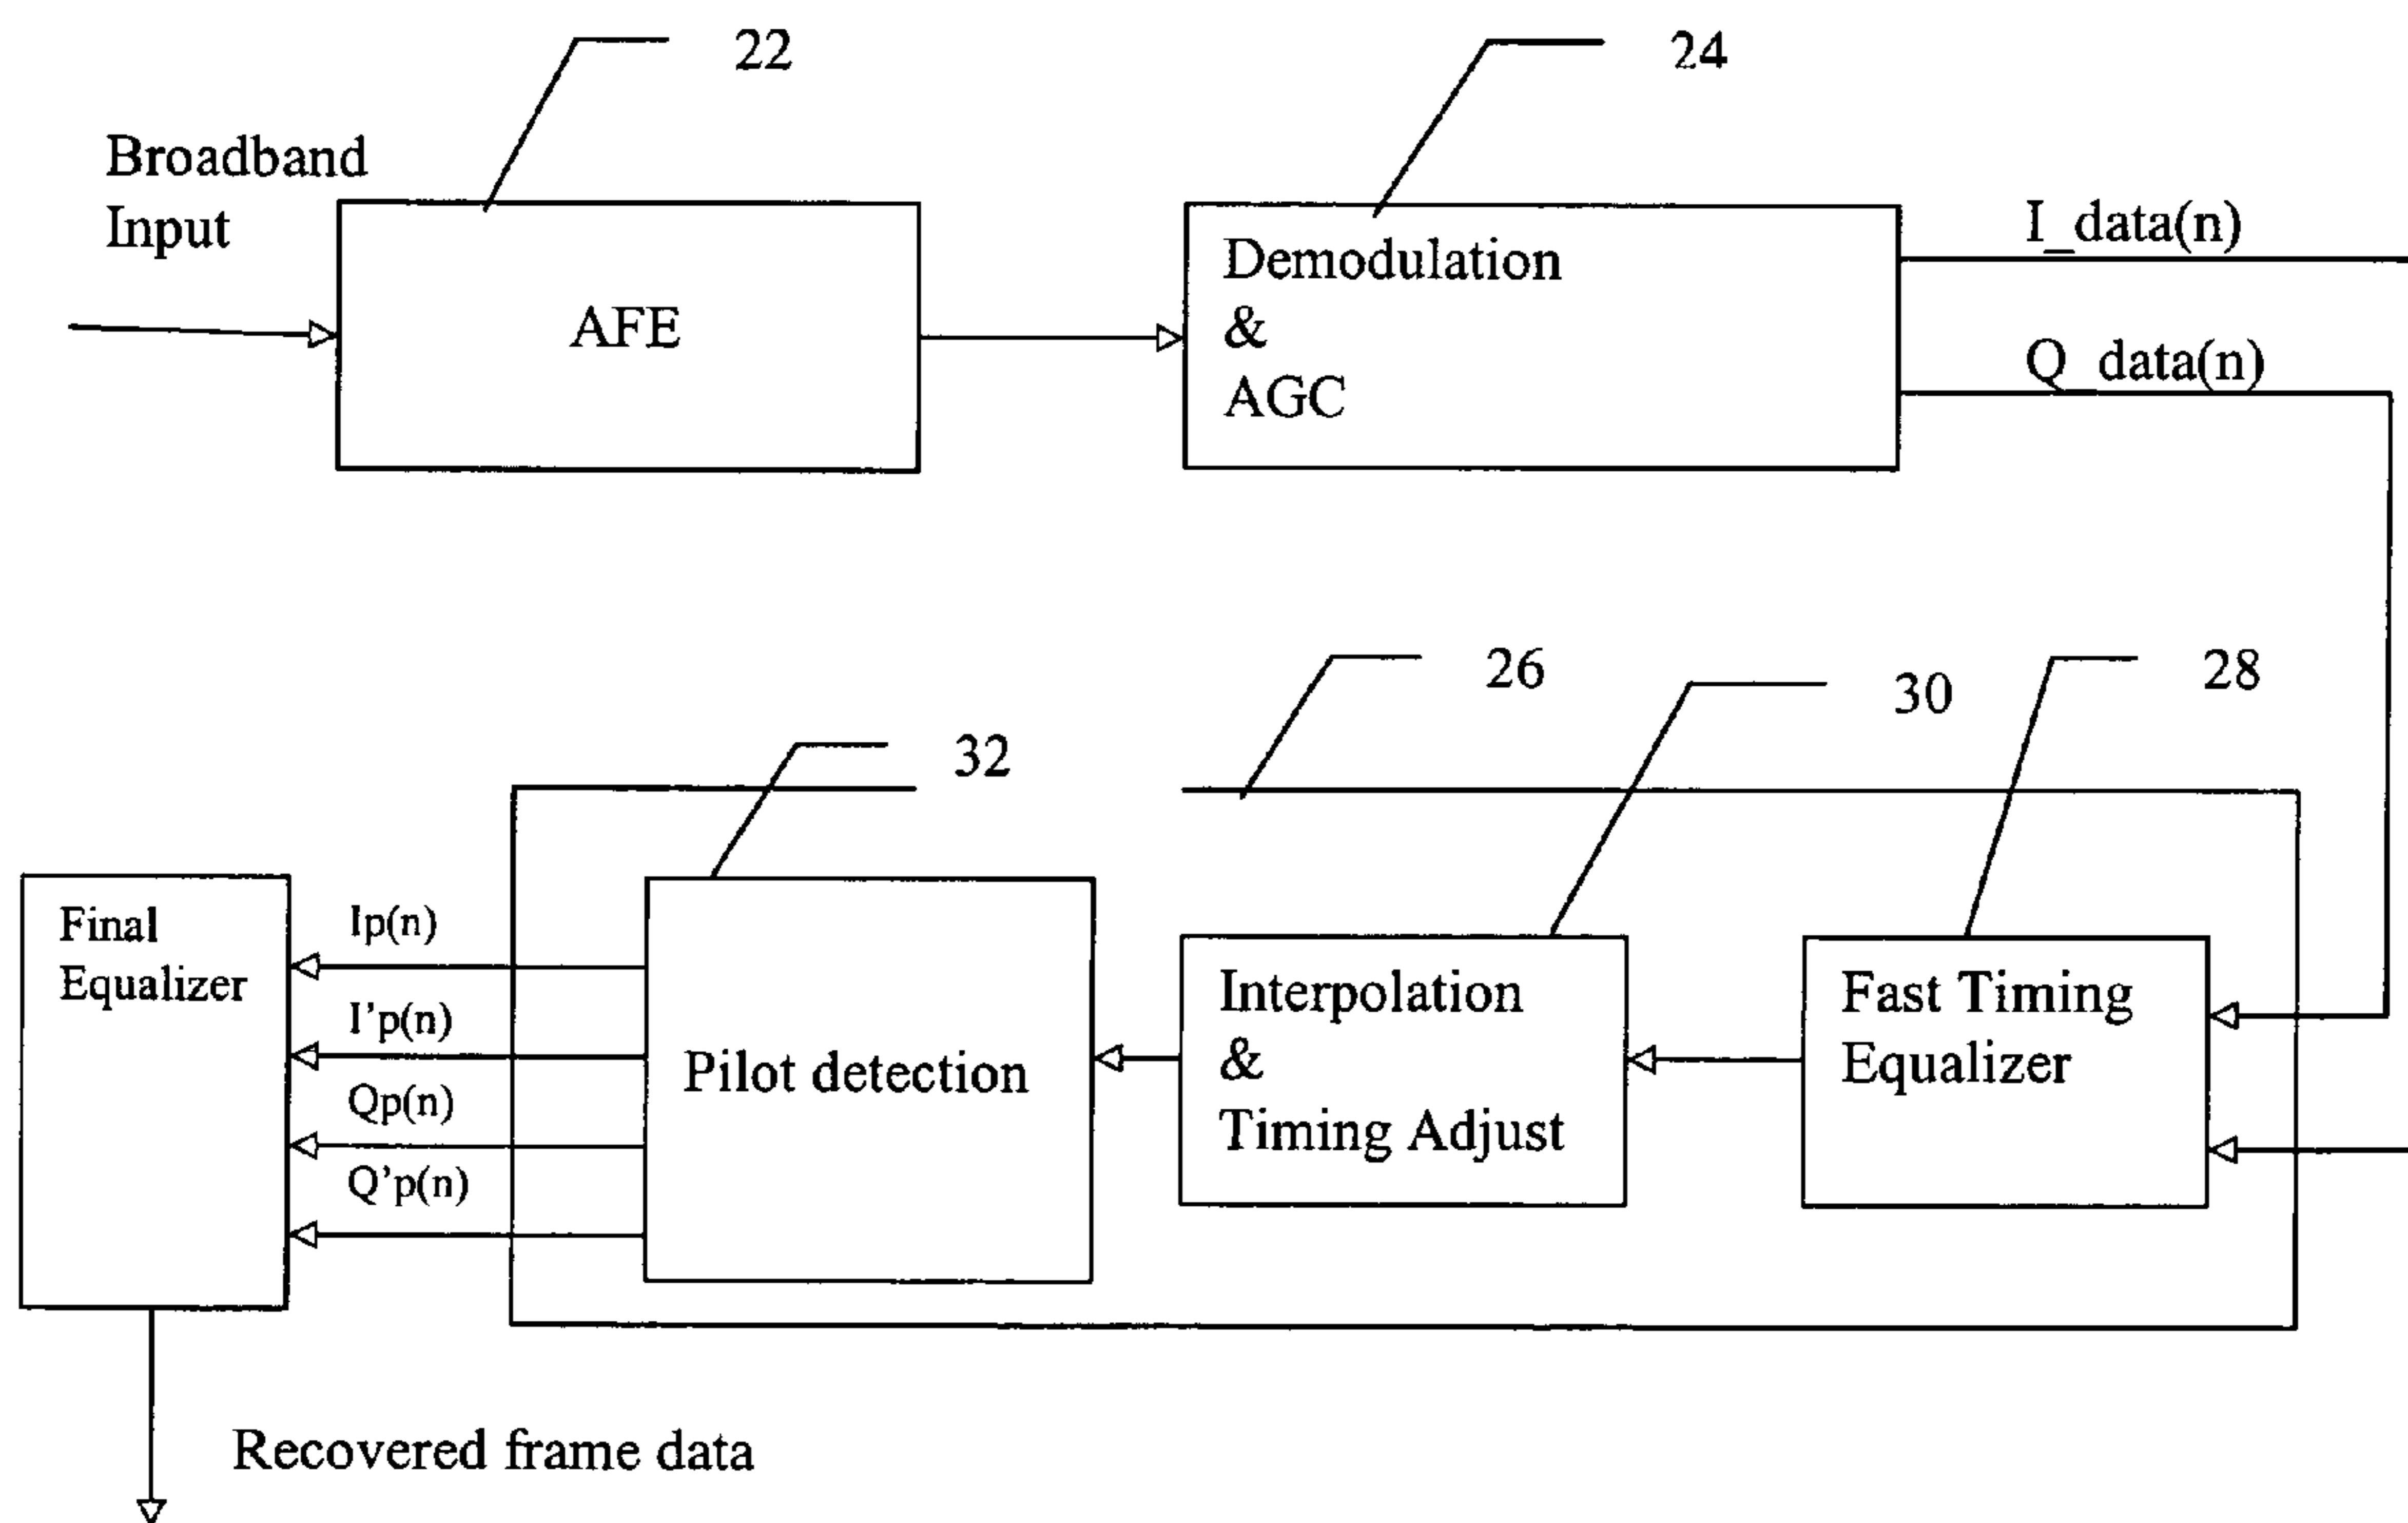 22
24
Broadband
Input
AFE
Demodulation
&
AGC
I_data(n)
Q_data(n)
26
30
28
32
Final
Equalizer
Ip(n)
I'p(n)
Qp(n)
Q'p(n)
Pilot detection
Interpolation
&
Timing Adjust
Fast Timing
Equalizer
Recovered frame data